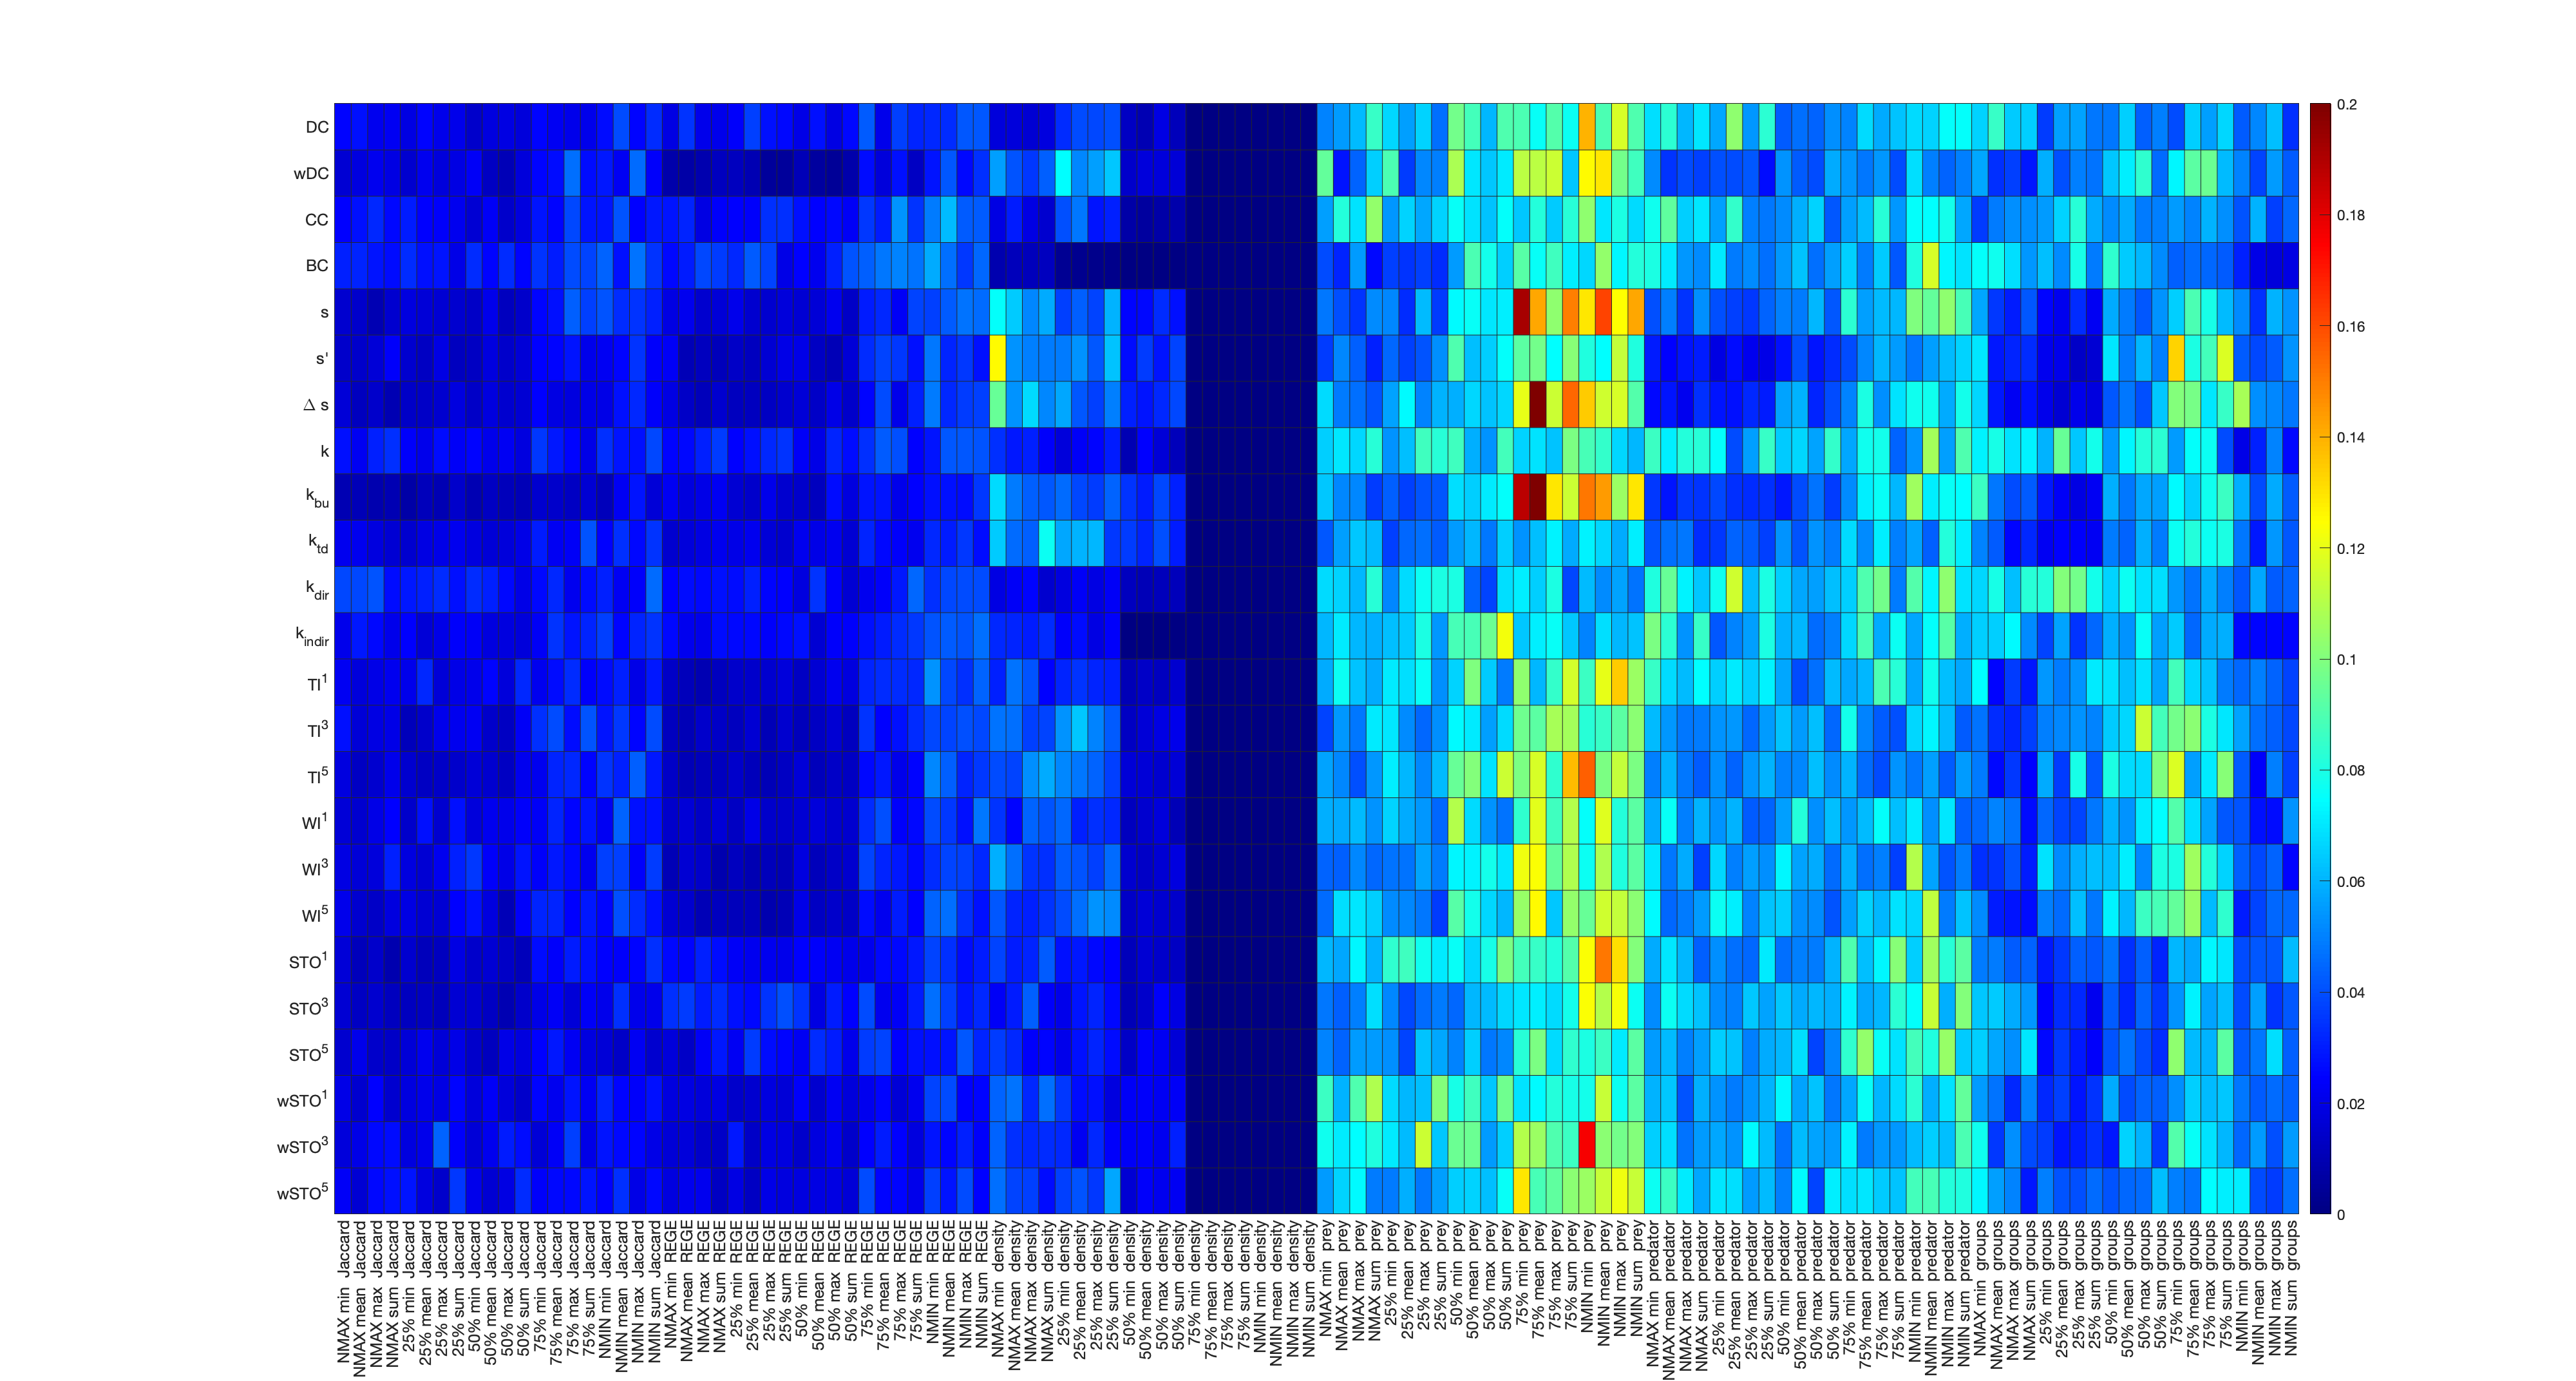 DC
wDC
CC
BC
s
s'
Δ s
k
k_bu
k_td
k_dir
k_indir
TI^1
TI^3
TI^5
WI^1
WI^3
WI^5
STO^1
STO^3
STO^5
wSTO^1
wSTO^3
wSTO^5
NMAX min Jaccard
NMAX mean Jaccard
NMAX max Jaccard
NMAX sum Jaccard
25% min Jaccard
25% mean Jaccard
25% max Jaccard
25% sum Jaccard
50% min Jaccard
50% mean Jaccard
50% max Jaccard
50% sum Jaccard
75% min Jaccard
75% mean Jaccard
75% max Jaccard
75% sum Jaccard
NMIN min Jaccard
NMIN mean Jaccard
NMIN max Jaccard
NMIN sum Jaccard
NMAX min REGE
NMAX mean REGE
NMAX max REGE
NMAX sum REGE
25% min REGE
25% mean REGE
25% max REGE
25% sum REGE
50% min REGE
50% mean REGE
50% max REGE
50% sum REGE
75% min REGE
75% mean REGE
75% max REGE
75% sum REGE
NMIN min REGE
NMIN mean REGE
NMIN max REGE
NMIN sum REGE
NMAX min density
NMAX mean density
NMAX max density
NMAX sum density
25% min density
25% mean density
25% max density
25% sum density
50% min density
50% mean density
50% max density
50% sum density
75% min density
75% mean density
75% max density
75% sum density
NMIN min density
NMIN mean density
NMIN max density
NMIN sum density
NMAX min prey
NMAX mean prey
NMAX max prey
NMAX sum prey
25% min prey
25% mean prey
25% max prey
25% sum prey
50% min prey
50% mean prey
50% max prey
50% sum prey
75% min prey
75% mean prey
75% max prey
75% sum prey
NMIN min prey
NMIN mean prey
NMIN max prey
NMIN sum prey
NMAX min predator
NMAX mean predator
NMAX max predator
NMAX sum predator
25% min predator
25% mean predator
25% max predator
25% sum predator
50% min predator
50% mean predator
50% max predator
50% sum predator
75% min predator
75% mean predator
75% max predator
75% sum predator
NMIN min predator
NMIN mean predator
NMIN max predator
NMIN sum predator
NMAX min groups
NMAX mean groups
NMAX max groups
NMAX sum groups
25% min groups
25% mean groups
25% max groups
25% sum groups
50% min groups
50% mean groups
50% max groups
50% sum groups
75% min groups
75% mean groups
75% max groups
75% sum groups
NMIN min groups
NMIN mean groups
NMIN max groups
NMIN sum groups
0.2
0.18
0.16
0.14
0.12
0.1
0.08
0.06
0.04
0.02
0